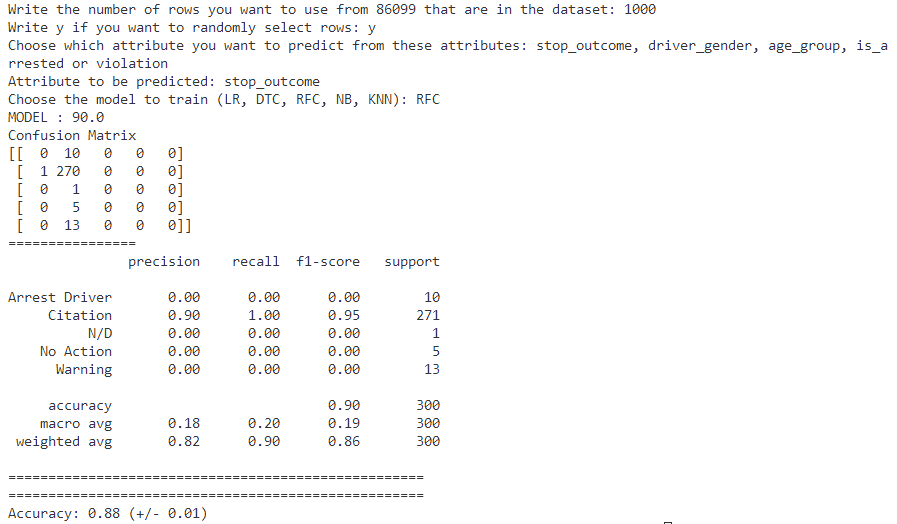 Write the number of rows you want to use from 86099 that are in the dataset: 1000
Write y if you want to randomly select rows: y
Choose which attribute you want to predict from these attributes: stop_outcome, driver_gender, age_group, is_a
rrested or violation
Attribute to be predicted: stop_outcome
Choose the model to train (LR, DTC, RFC, NB, KNN): RFC
MODEL : 90.0
Confusion Matrix
[[  0  10   0   0   0]
 [  1 270   0   0   0]
 [  0   1   0   0   0]
 [  0   5   0   0   0]
 [  0  13   0   0   0]]
================
               precision    recall  f1-score   support
Arrest Driver       0.00      0.00      0.00        10
     Citation       0.90      1.00      0.95       271
          N/D       0.00      0.00      0.00         1
    No Action       0.00      0.00      0.00         5
      Warning       0.00      0.00      0.00        13
     accuracy                           0.90       300
    macro avg       0.18      0.20      0.19       300
 weighted avg       0.82      0.90      0.86       300
====================================================
====================================================
Accuracy: 0.88 (+/- 0.01)